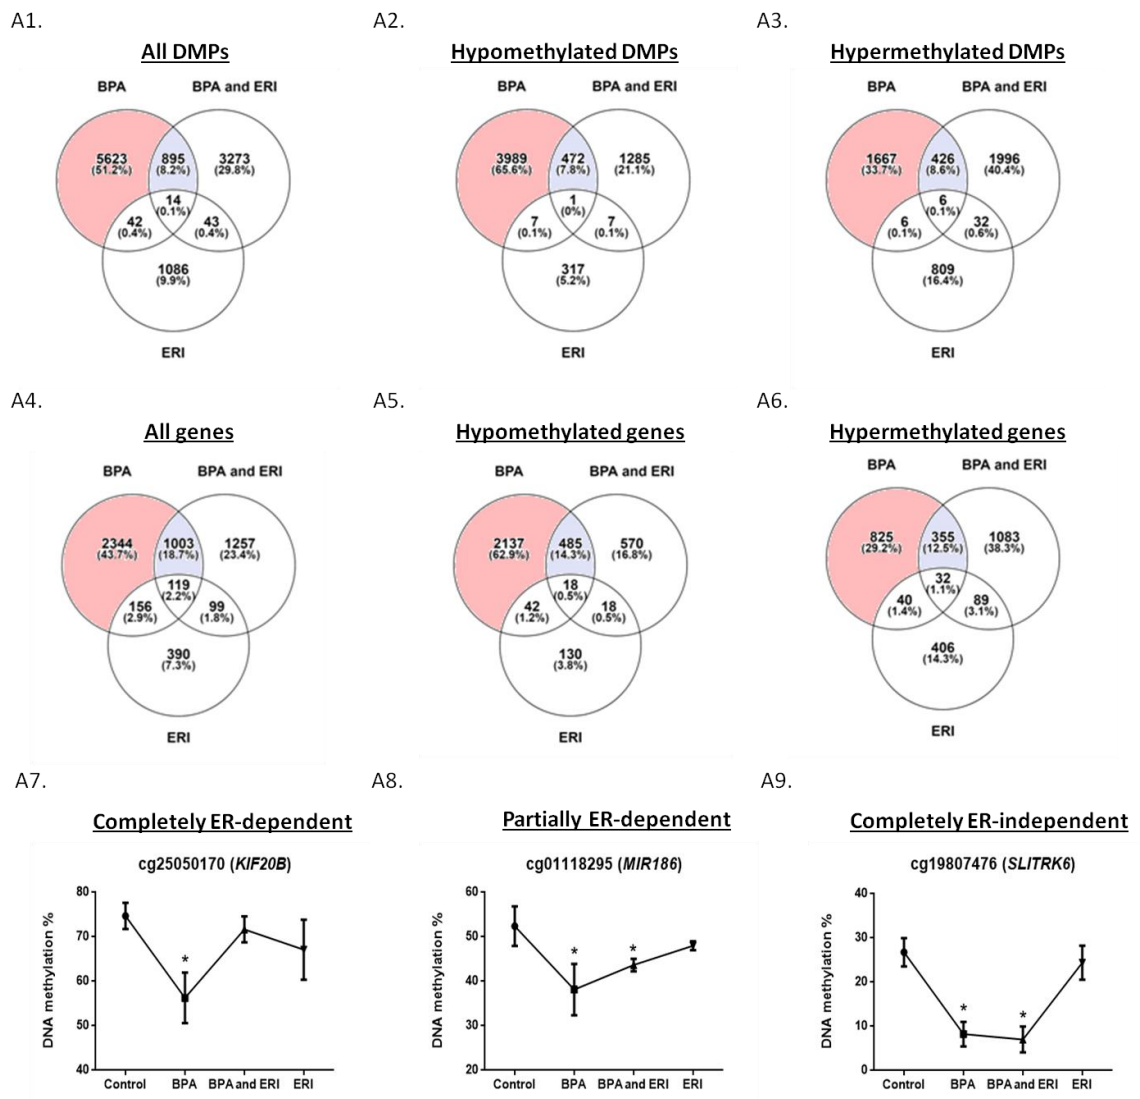 A1.
All DMPs
BPA
BPA and ERI
5623
(51.2%)
895
(8.2%)
3273
(29.8%)
14
(0.1%)
42
(0.4%)
43
(0.4%)
1086
(9.9%)
ERI
A2.
Hypomethylated DMPs
BPA
BPA and ERI
3989
(65.6%)
472
(7.8%)
1285
(21.1%)
1
(0%)
7
(0.1%)
7
(0.1%)
317
(5.2%)
ERI
A3.
Hypermethylated DMPs
BPA
BPA and ERI
1667
(33.7%)
426
(8.6%)
1996
(40.4%)
6
(0.1%)
6
(0.1%)
32
(0.6%)
809
(16.4%)
ERI
A4.
All genes
BPA
BPA and ERI
2344
(43.7%)
1003
(18.7%)
1257
(23.4%)
119
(2.2%)
156
(2.9%)
99
(1.8%)
390
(7.3%)
ERI
A5.
Hypomethylated genes
BPA
BPA and ERI
2137
(62.9%)
485
(14.3%)
570
(16.8%)
18
(0.5%)
42
(1.2%)
18
(0.5%)
130
(3.8%)
ERI
A6.
Hypermethylated genes
BPA
BPA and ERI
825
(29.2%)
355
(12.5%)
1083
(38.3%)
32
(1.1%)
40
(1.4%)
89
(3.1%)
406
(14.3%)
ERI
A7.
Completely ER-dependent
cg25050170 (KIF20B)
DNA methylation %
80
70
60
50
40
*
Control
BPA
BPA and ERI
ERI
A8.
Partially ER-dependent
cg01118295 (MIR186)
DNA methylation %
60
50
40
30
20
*
*
Control
BPA
BPA and ERI
ERI
A9.
Completely ER-independent
cg19807476 (SLITRK6)
DNA methylation %
40
30
20
10
0
*
*
Control
BPA
BPA and ERI
ERI